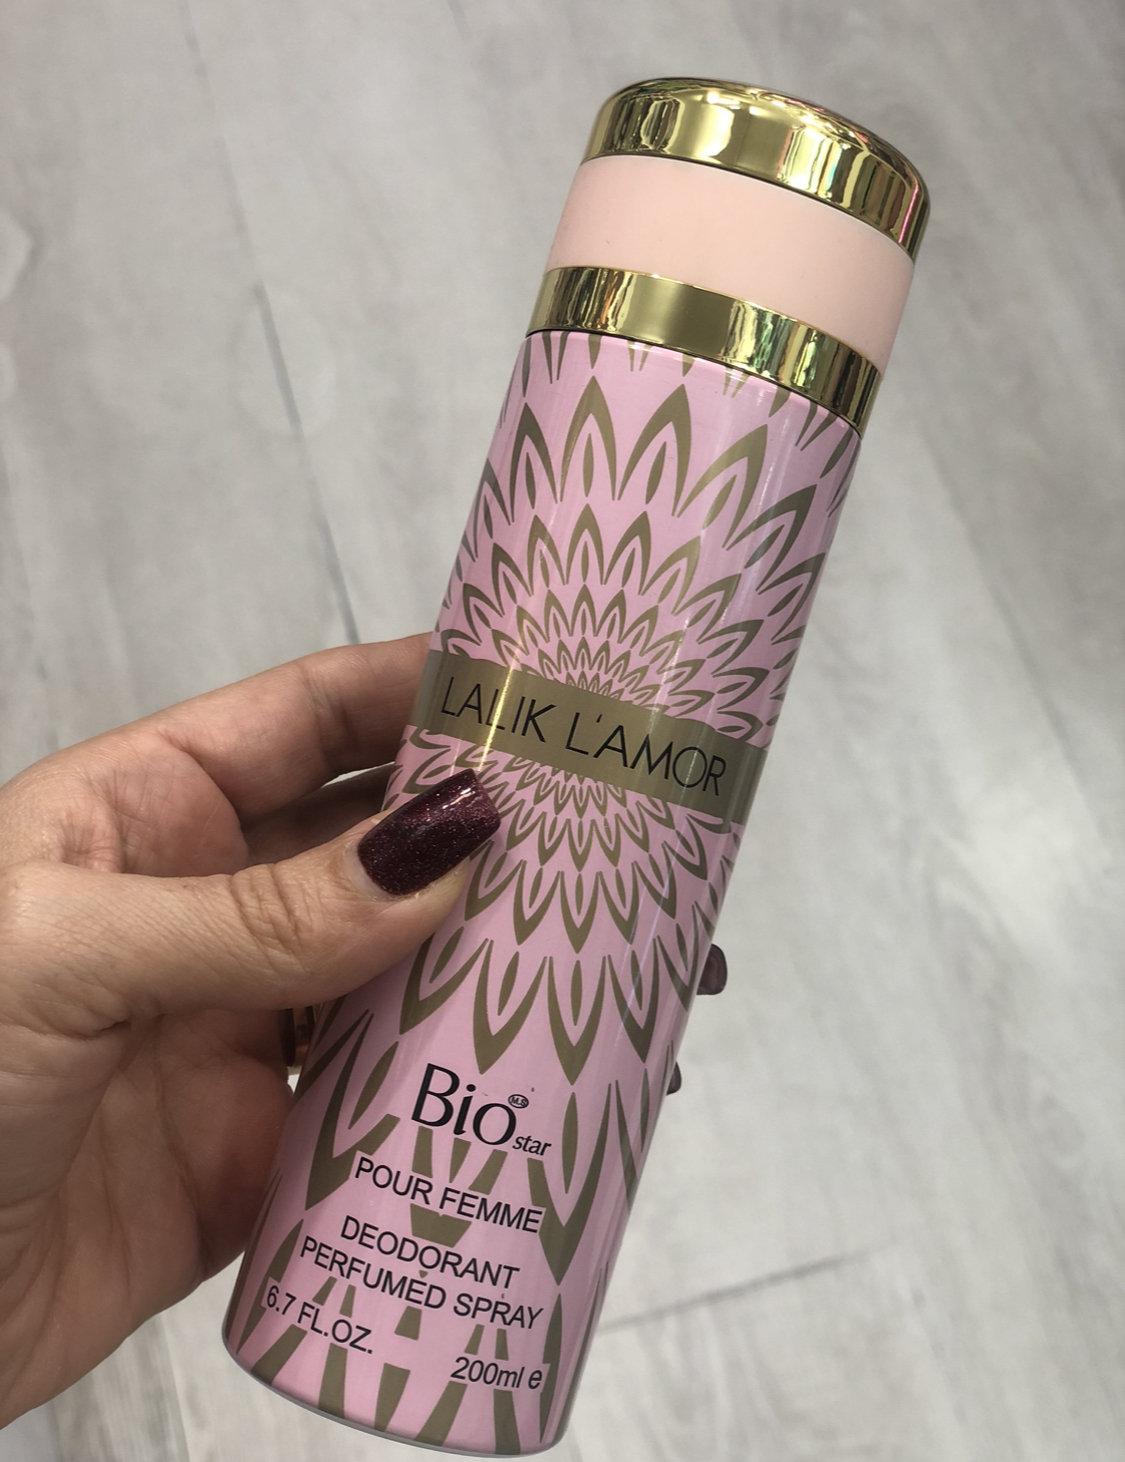 LALIK L'AMOR
Bio M.S
star
POUR FEMME
DEODORANT
PERFUMED SPRAY
6.7 FL.OZ.
200ml e